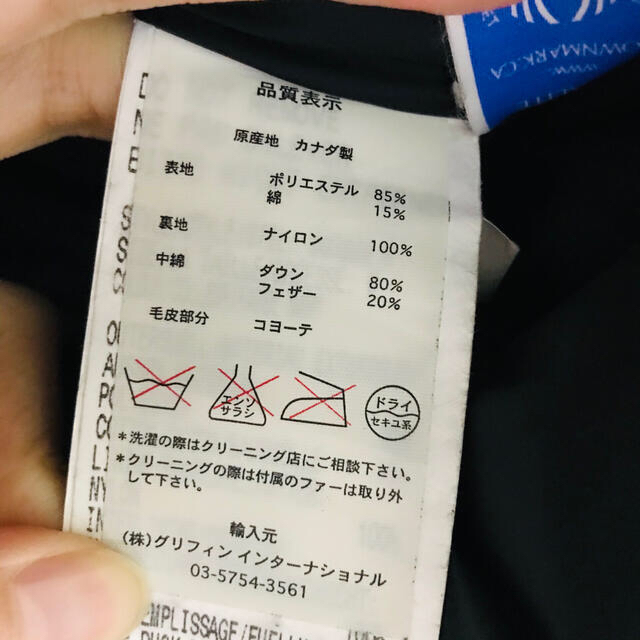 品質表示
原産地 カナダ製
表地 ポリエステル 85%
綿 15%
裏地 ナイロン 100%
中綿 ダウン 80%
フェザー 20%
毛皮部分 コヨーテ
エンソ
サラシ
ドライ
セキユ系
*洗濯の際はクリーニング店にご相談下さい。
*クリーニングの際は付属のファーは取り外
して下さい。
輸入元
(株)グリフィン インターナショナル
03-5754-3561
EMPLISSAGE
OWNMARK.CA
www.